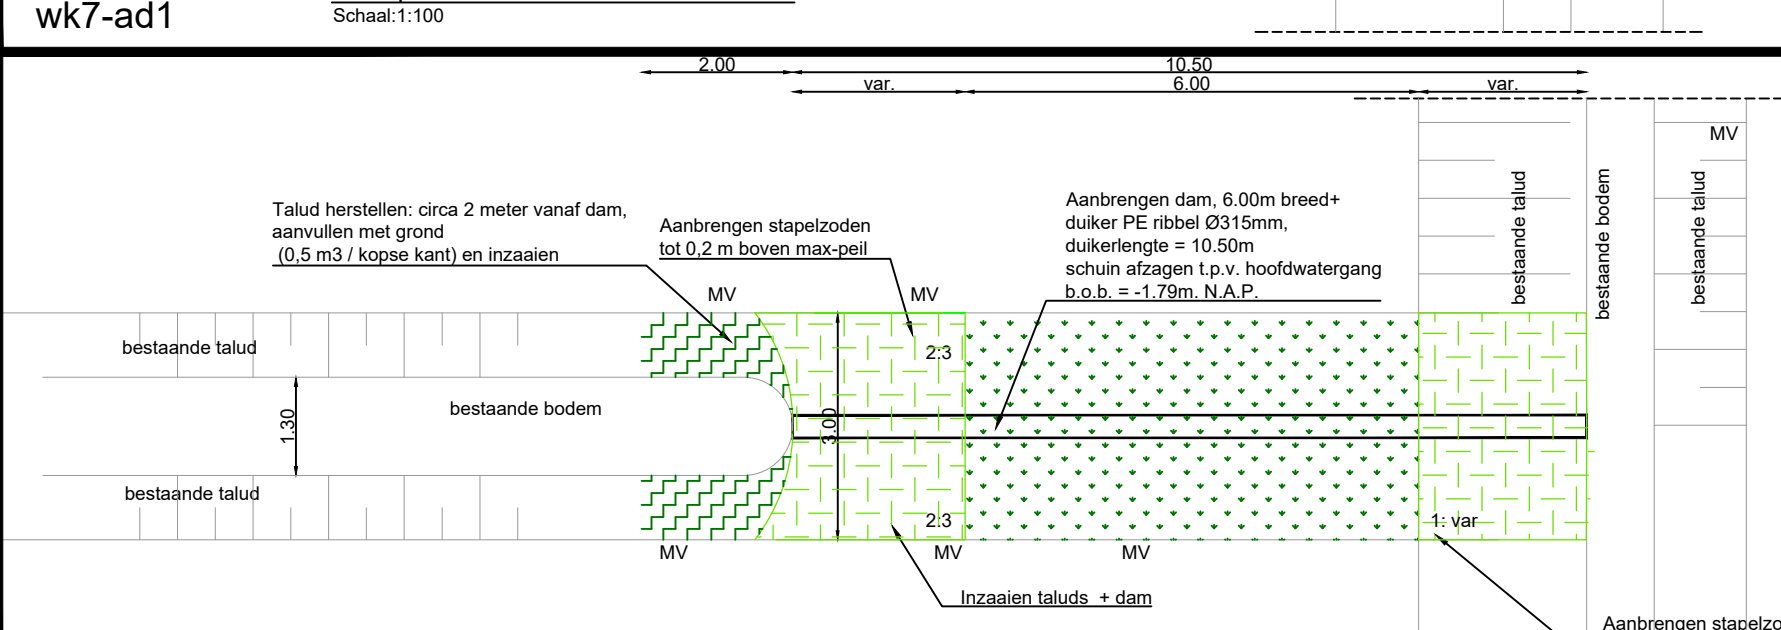 wk7-ad1
Schaal:1:100
2.00
10.50
var.
6.00
var.
MV
Talud herstellen: circa 2 meter vanaf dam,
aanvullen met grond
(0,5 m3 / kopse kant) en inzaaien
Aanbrengen stapelzoden
tot 0,2 m boven max-peil
Aanbrengen dam, 6.00m breed+
duiker PE ribbel Ø315mm,
duikerlengte = 10.50m
schuin afzagen t.p.v. hoofdwatergang
b.o.b. = -1.79m. N.A.P.
bestaande talud
bestaande bodem
bestaande talud
MV
MV
bestaande talud
2:3
1.30
bestaande bodem
3.00
bestaande talud
2:3
1: var
MV
MV
MV
Inzaaien taluds + dam
Aanbrengen stapelzo